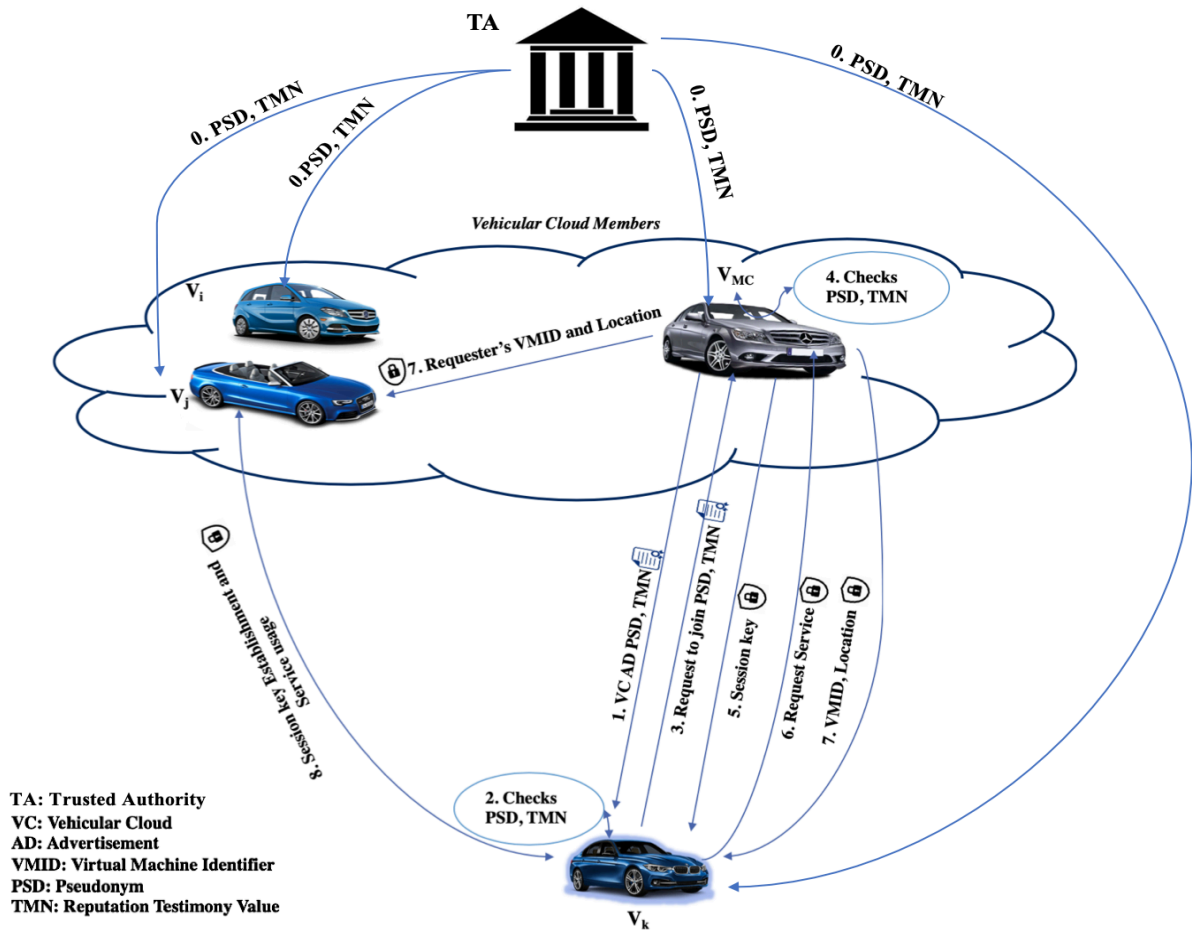 TA
0. PSD, TMN
0.PSD, TMN
0. PSD, TMN
0. PSD, TMN
Vehicular Cloud Members
Vi
VMC
4. Checks
PSD, TMN
7. Requester's VMID and Location
Vj
8. Session key Establishment and
Service usage
1. VC AD PSD, TMN
3. Request to join PSD, TMN
5. Session key
6. Request Service
7. VMID, Location
2. Checks
PSD, TMN
Vk
TA: Trusted Authority
VC: Vehicular Cloud
AD: Advertisement
VMID: Virtual Machine Identifier
PSD: Pseudonym
TMN: Reputation Testimony Value